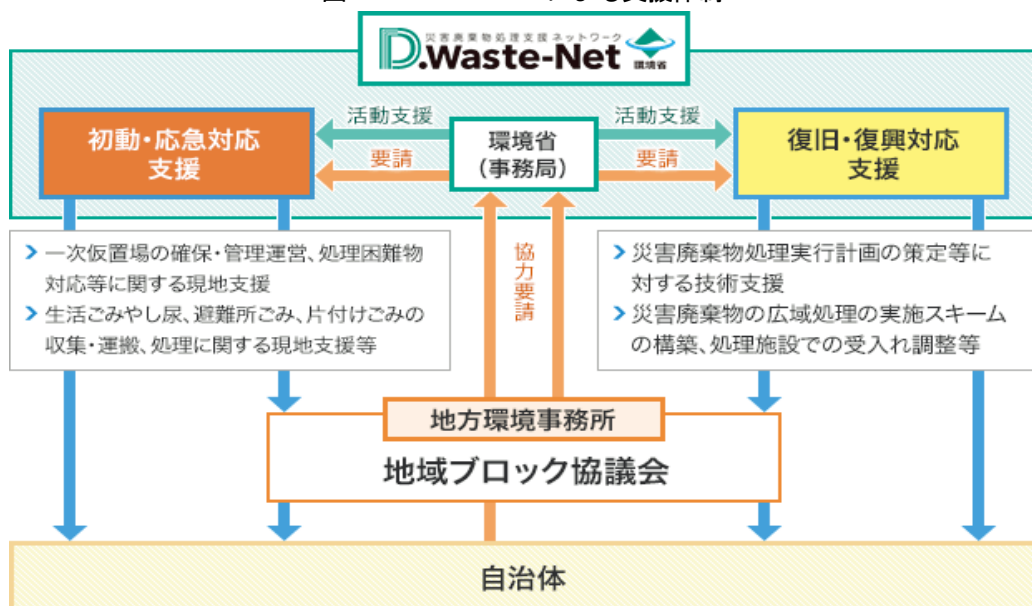 災害廃棄物処理支援ネットワーク
D.Waste-Net
環境省
初動・応急対応
支援
活動支援
要請
環境省
(事務局)
活動支援
要請
復旧・復興対応
支援
一次仮置場の確保・管理運営、処理困難物
対応等に関する現地支援
生活ごみやし尿、避難所ごみ、片付けごみの
収集・運搬、処理に関する現地支援等
協力要請
災害廃棄物処理実行計画の策定等に
対する技術支援
災害廃棄物の広域処理の実施スキーム
の構築、処理施設での受入れ調整等
地方環境事務所
地域ブロック協議会
自治体